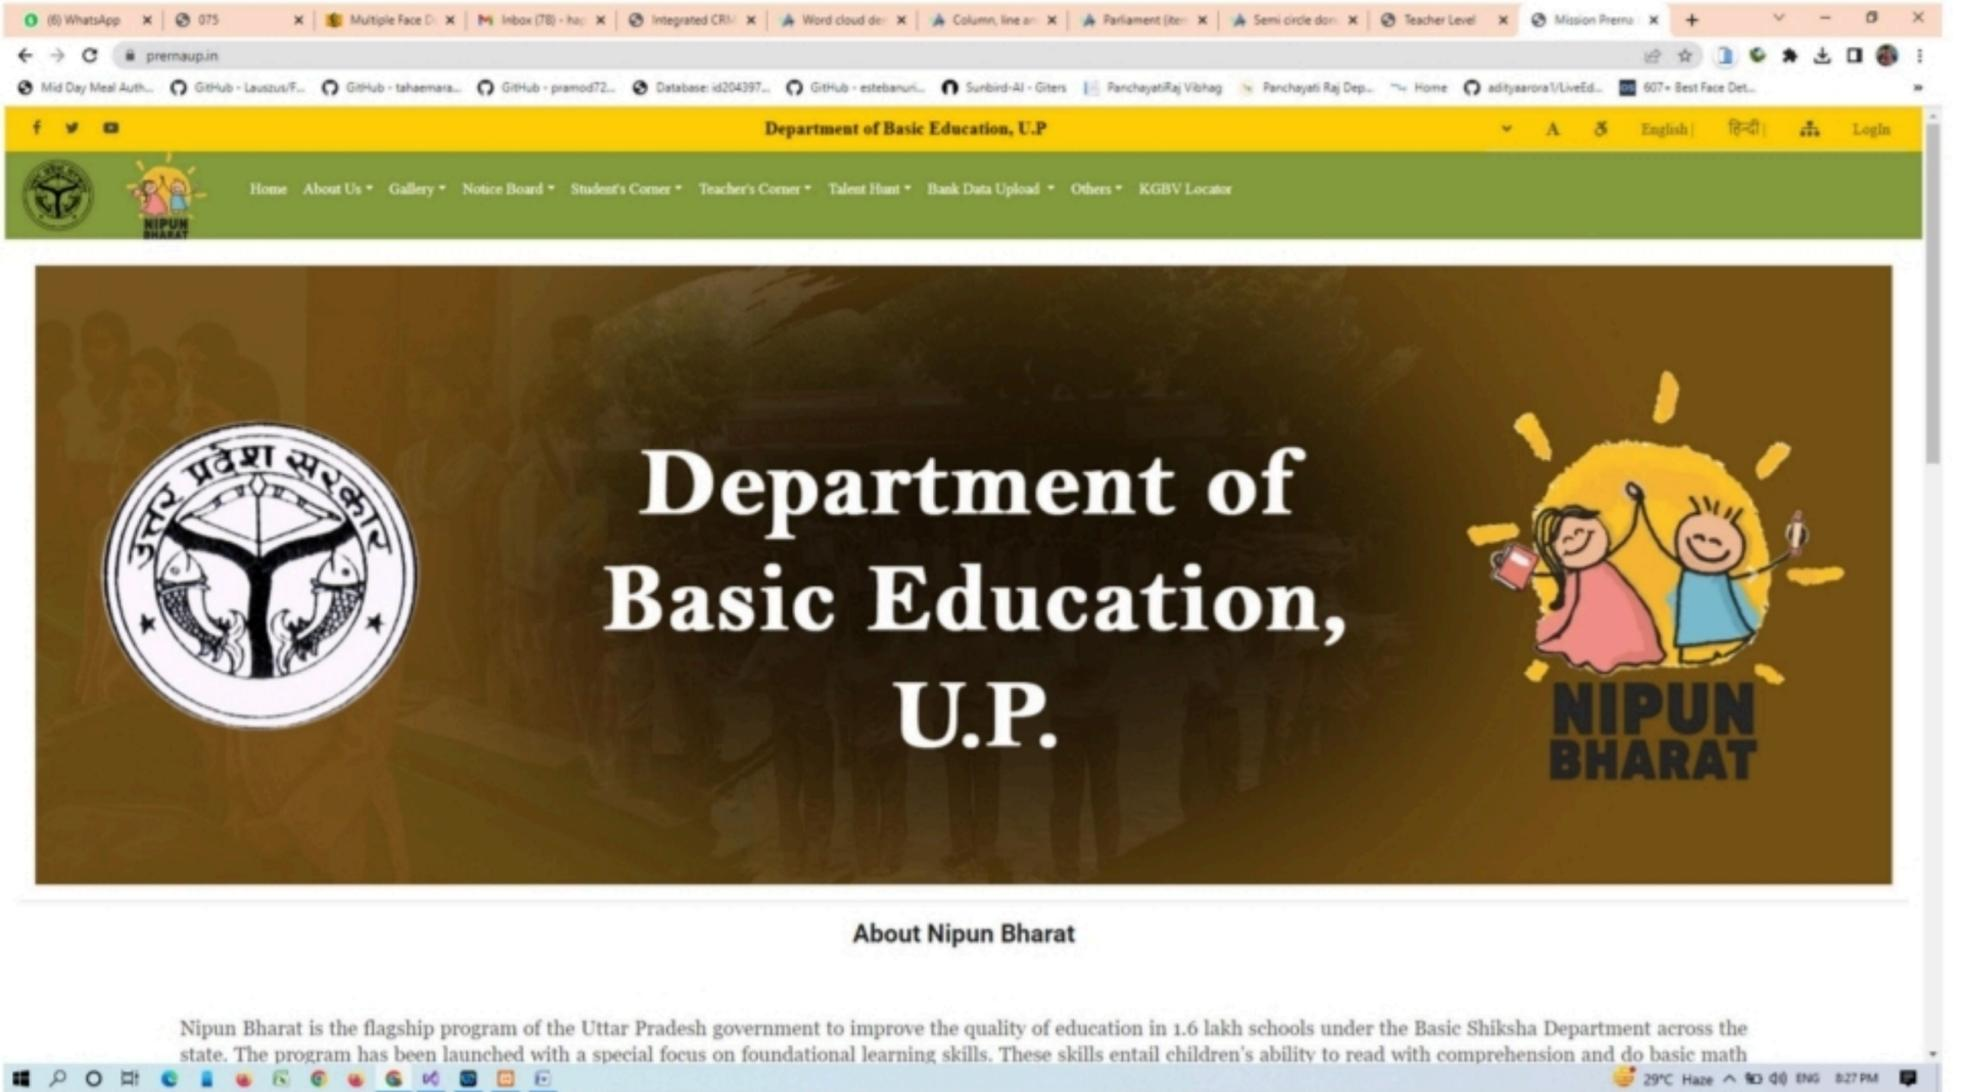 (6) WhatsApp
075
Multiple Face D
Inbox (78) - hap
Integrated CRM
Word cloud de
Column, line an
Parliament (iter
Semi circle don
Teacher Level
Mission Prerna
prernaup.in
Mid Day Meal Auth...
GitHub - Lauszus/F...
GitHub - tahaemara...
GitHub - pramod72...
Database: id204397...
GitHub - estebanuri...
Sunbird-AI - Giters
PanchayatiRaj Vibhag
Panchayati Raj Dep...
Home
adityaarora1/LiveEd...
607+ Best Face Det...
Department of Basic Education, U.P
A
English |
हिन्दी |
LogIn
NIPUN
BHARAT
Home About Us Gallery Notice Board Student's Corner Teacher's Corner Talent Hunt Bank Data Upload Others KGBV Locator
उत्तर प्रदेश सरकार
Department of
Basic Education,
U.P.
NIPUN
BHARAT
About Nipun Bharat
Nipun Bharat is the flagship program of the Uttar Pradesh government to improve the quality of education in 1.6 lakh schools under the Basic Shiksha Department across the
state. The program has been launched with a special focus on foundational learning skills. These skills entail children's ability to read with comprehension and do basic math
29°C Haze
ENG
8:27 PM